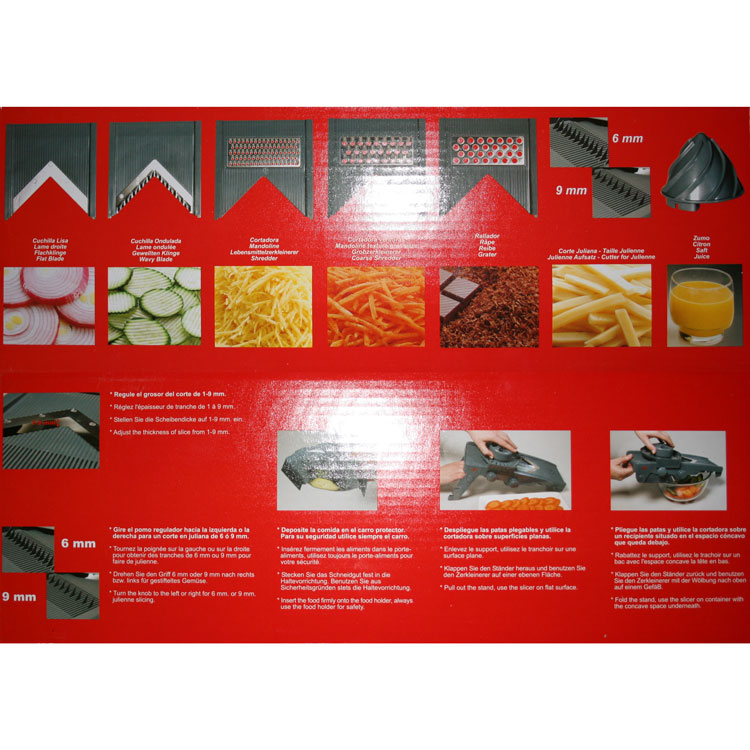 6 mm
9 mm
Cuchilla Lisa
Lame droite
Flachklinge
Flat Blade
Cuchilla Ondulada
Lame ondulée
Gewellten Klinge
Wavy Blade
Cortadora
Mandoline
Lebensmittelzerkleinerer
Shredder
Cortadora
Mandoline
Grobzerkleinerer
Coarse Shredder
Rallador
Râpe
Reibe
Grater
Corte Juliana - Taille Julienne
Julienne Aufsatz - Cutter for Julienne
Zumo
Citron
Saft
Juice
* Regule el grosor del corte de 1-9 mm.
* Réglez l'épaisseur de tranche de 1 à 9 mm.
* Stellen Sie die Scheibendicke auf 1-9 mm. ein.
* Adjust the thickness of slice from 1-9 mm.
6 mm
9 mm
* Gire el pomo regulador hacia la izquierda o la
derecha para un corte en juliana de 6 ó 9 mm.
* Tournez la poignée sur la gauche ou sur la droite
pour obtenir des tranches de 6 mm ou 9 mm pour
faire de julienne.
* Drehen Sie den Griff 6 mm oder 9 mm nach rechts
bzw. links für gestifteltes Gemüse.
* Turn the knob to the left or right for 6 mm. or 9 mm.
julienne slicing.
* Deposite la comida en el carro protector.
Para su seguridad utilice siempre el carro.
* Insérez fermement les aliments dans le porte-
aliments, utilisez toujours le porte-aliments pour
votre sécurité.
* Stecken Sie das Schneidgut fest in die
Haltevorrichtung. Benutzen Sie aus
Sicherheitsgründen stets die Haltevorrichtung.
* Insert the food firmly onto the food holder, always
use the food holder for safety.
* Despliegue las patas plegables y utilice la
cortadora sobre superficies planas.
* Enlevez le support, utilisez le tranchoir sur une
surface plane.
* Klappen Sie den Ständer heraus und benutzen Sie
den Zerkleinerer auf einer ebenen Fläche.
* Pull out the stand, use the slicer on flat surface.
* Pliegue las patas y utilice la cortadora sobre
un recipiente situado en el espacio cóncavo
que queda debajo.
* Rabattez le support, utilisez le trachoir sur un
bac avec l'espace concave la tête en bas.
* Klappen Sie den Ständer zurück und benutzen
Sie den Zerkleinerer mit der Wölbung nach oben
auf einem Gefäß.
* Fold the stand, use the slicer on container with
the concave space underneath.